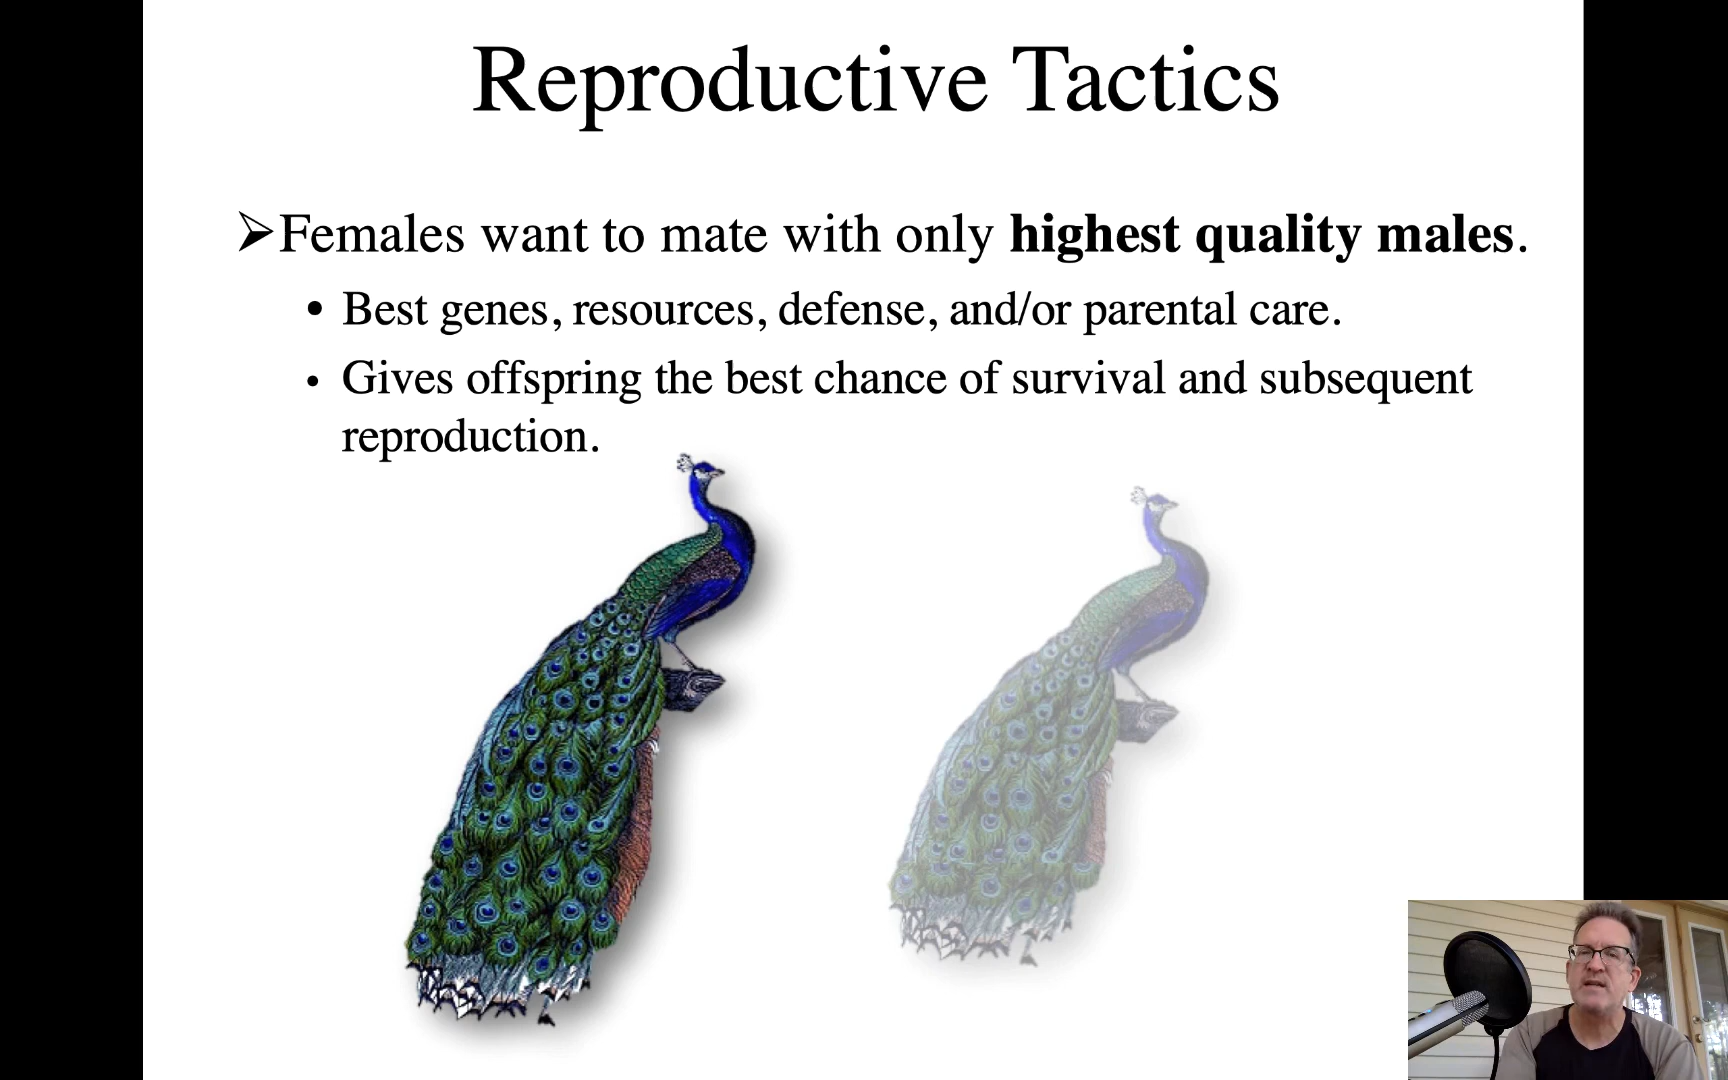 Reproductive Tactics
➢Females want to mate with only highest quality males.
• Best genes, resources, defense, and/or parental care.
• Gives offspring the best chance of survival and subsequent
reproduction.